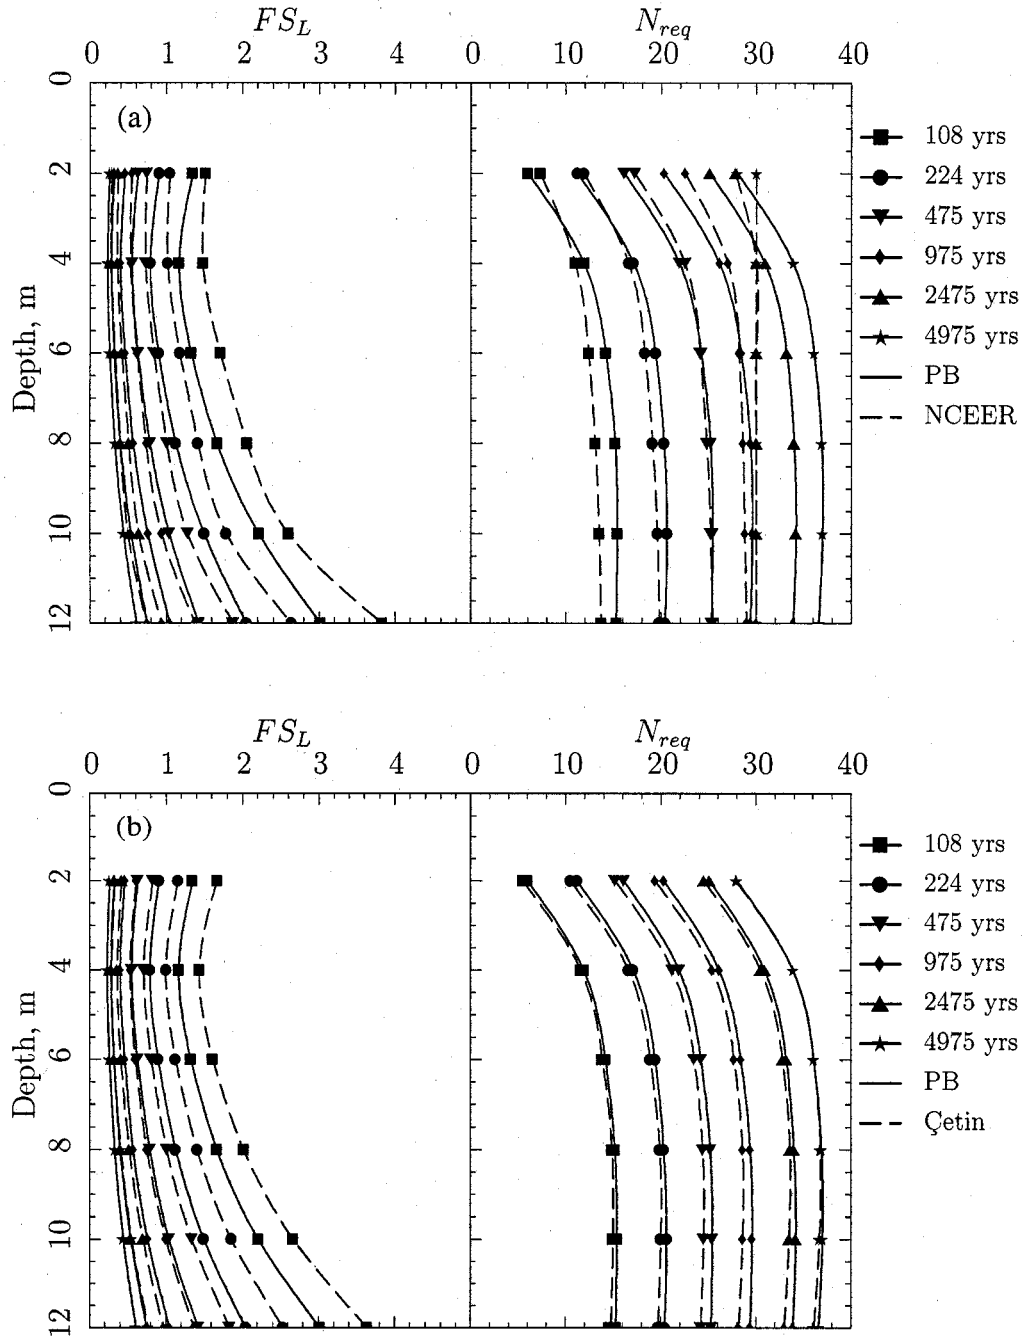 FS_L N_req
0 1 2 3 4 0 10 20 30 40
0
2
4
6
8
10
12
Depth, m
(a)
108 yrs
224 yrs
475 yrs
975 yrs
2475 yrs
4975 yrs
PB
NCEER
FS_L N_req
0 1 2 3 4 0 10 20 30 40
0
2
4
6
8
10
12
Depth, m
(b)
108 yrs
224 yrs
475 yrs
975 yrs
2475 yrs
4975 yrs
PB
Çetin